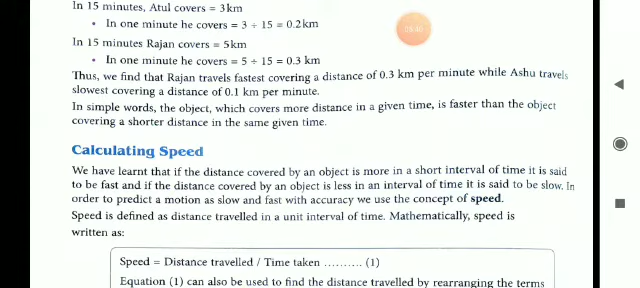 In 15 minutes, Atul covers = 3km
• In one minute he covers = 3 ÷ 15 = 0.2km
In 15 minutes Rajan covers = 5km
• In one minute he covers = 5 ÷ 15 = 0.3 km
Thus, we find that Rajan travels fastest covering a distance of 0.3 km per minute while Ashu travels
slowest covering a distance of 0.1 km per minute.
In simple words, the object, which covers more distance in a given time, is faster than the object
covering a shorter distance in the same given time.
Calculating Speed
We have learnt that if the distance covered by an object is more in a short interval of time it is said
to be fast and if the distance covered by an object is less in an interval of time it is said to be slow. In
order to predict a motion as slow and fast with accuracy we use the concept of speed.
Speed is defined as distance travelled in a unit interval of time. Mathematically, speed is
written as:
Speed = Distance travelled / Time taken .......... (1)
Equation (1) can also be used to find the distance travelled by rearranging the terms